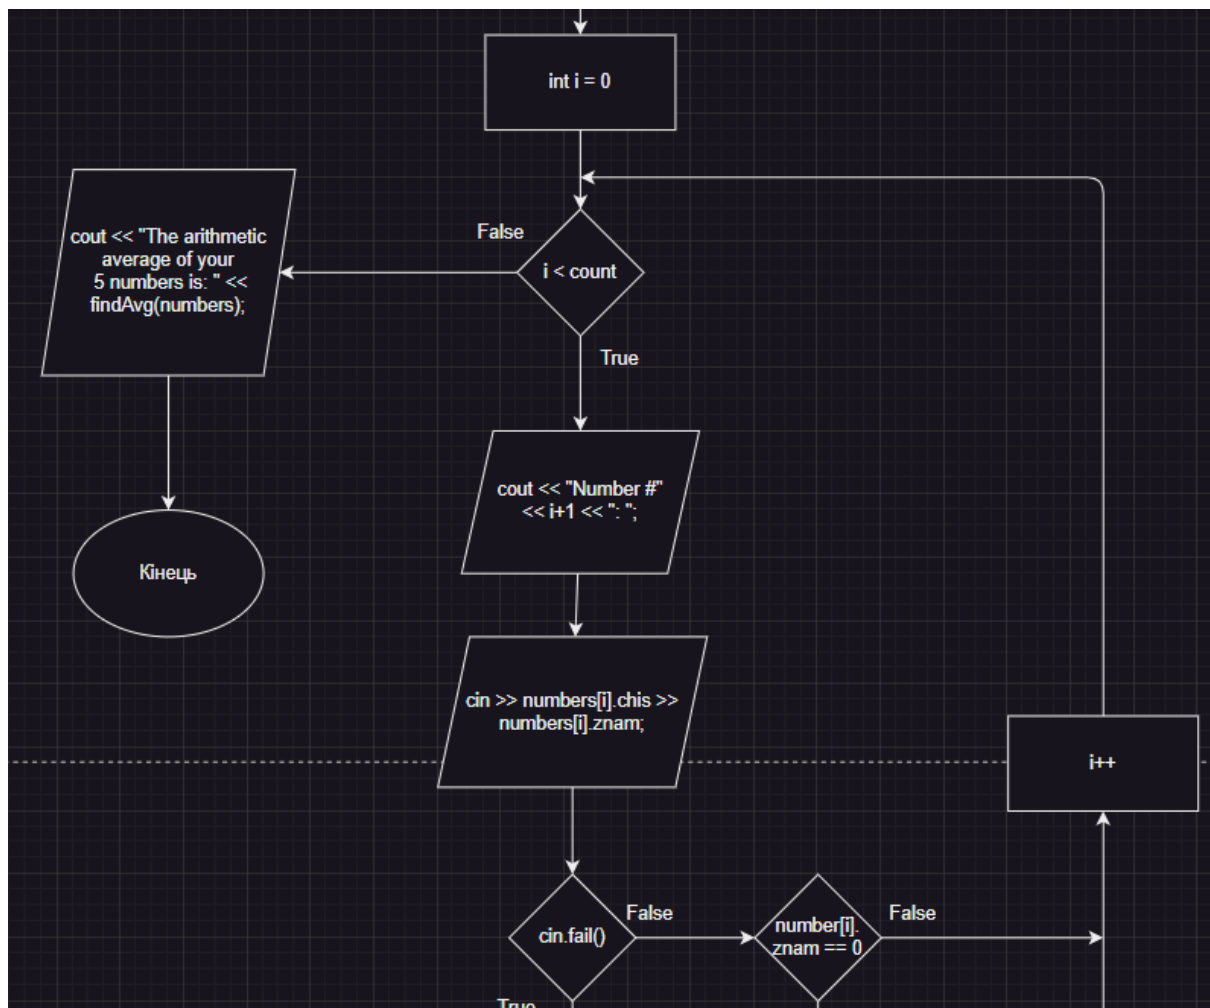 int i = 0
False
i < count
cout << "The arithmetic
average of your
5 numbers is: " <<
findAvg(numbers);
True
cout << "Number #"
<< i+1 << ": ";
Кінець
cin >> numbers[i].chis >>
numbers[i].znam;
i++
cin.fail()
False
number[i].
znam == 0
False
True